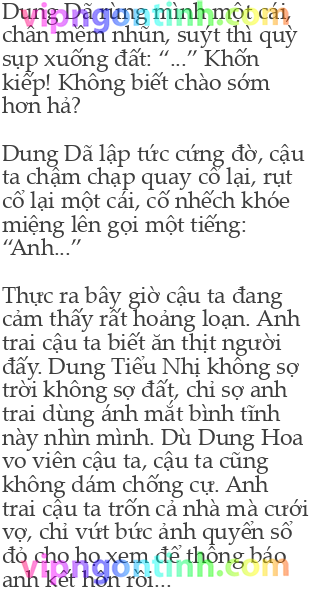 Dung Dã rùng mình một cái,
chân mềm nhũn, suýt thì quỳ
sụp xuống đất: “...” Khốn
kiếp! Không biết chào sớm
hơn hả?
Dung Dã lập tức cứng đờ, cậu
ta chậm chạp quay cổ lại, rụt
cổ lại một cái, cố nhếch khóe
miệng lên gọi một tiếng:
“Anh...”
Thực ra bây giờ cậu ta đang
cảm thấy rất hoảng loạn. Anh
trai cậu ta biết ăn thịt người
đấy. Dung Tiểu Nhị không sợ
trời không sợ đất, chỉ sợ anh
trai dùng ánh mắt bình tĩnh
này nhìn mình. Dù Dung Hoa
vo viên cậu ta, cậu ta cũng
không dám chống cự. Anh
trai cậu ta trốn cả nhà mà cưới
vợ, chỉ vứt bức ảnh quyển sổ
đỏ cho họ xem để thông báo
anh kết hôn rồi...
vipngontinh.com
vipngontinh.com